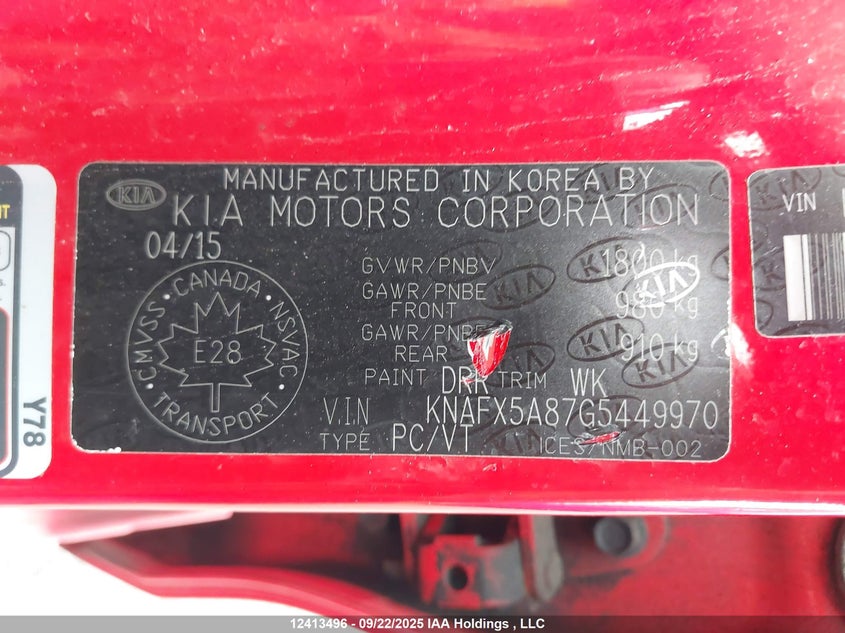 KIA
MANUFACTURED IN KOREA BY
KIA MOTORS CORPORATION
04/15
GVWR/PNBV 1800 kg
GAWR/PNBE FRONT 980 kg
GAWR/PNBE REAR 910 kg
PAINT DRR TRIM WK
V.I.N KNAFX5A87G5449970
TYPE PC/VT ICES/NMB-002
CMVSS · CANADA · NSVAC · TRANSPORT
E28
Y78
VIN
12413496 - 09/22/2025 IAA Holdings , LLC